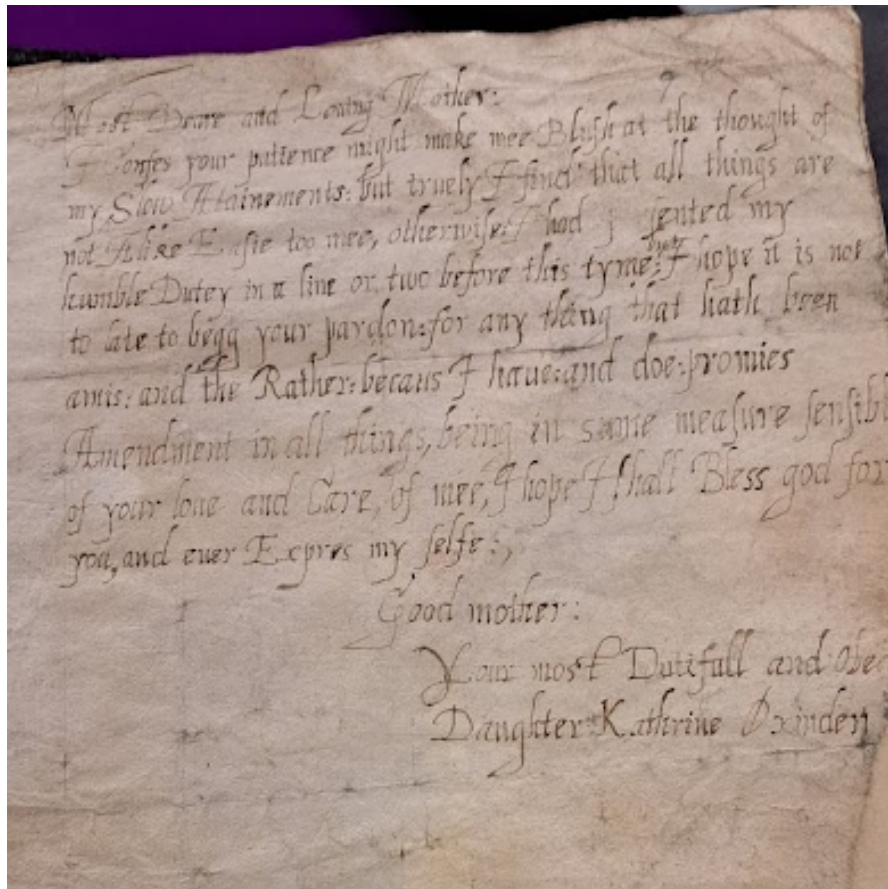 Most Deare and Loving Mother:
I Confes your patience might make mee Blush at the thought of
my Slow Atainements: but truely I find that all things are
not Alike Easie too mee, otherwise: I had sented my
humble Dutey in a line or two before this tyme: but I hope it is not
to late to begg your pardon: for any thing that hath been
amis: and the Rather: becaus I haue: and doe: promies
Amendment in all things, being in some measure sensibl
of your loue and Care, of mee, I hope I shall Bless god for
you, and euer Expres my selfe:,
Good mother:
Your most Dutifull and Obe
Daughter Kathrine Oxinden